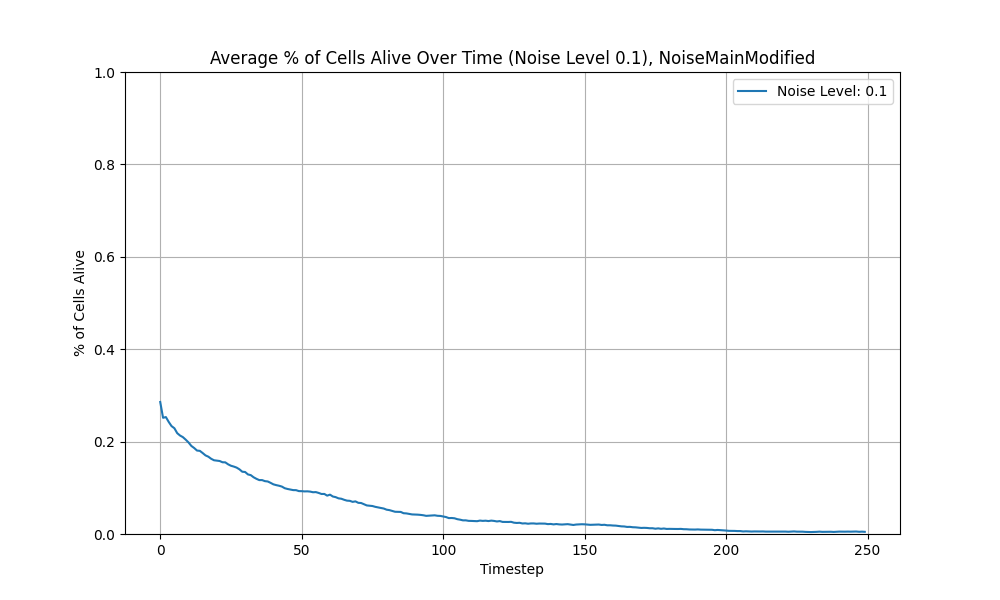 Average % of Cells Alive Over Time (Noise Level 0.1), NoiseMainModified
Noise Level: 0.1
% of Cells Alive
1.0
0.8
0.6
0.4
0.2
0.0
0 50 100 150 200 250
Timestep